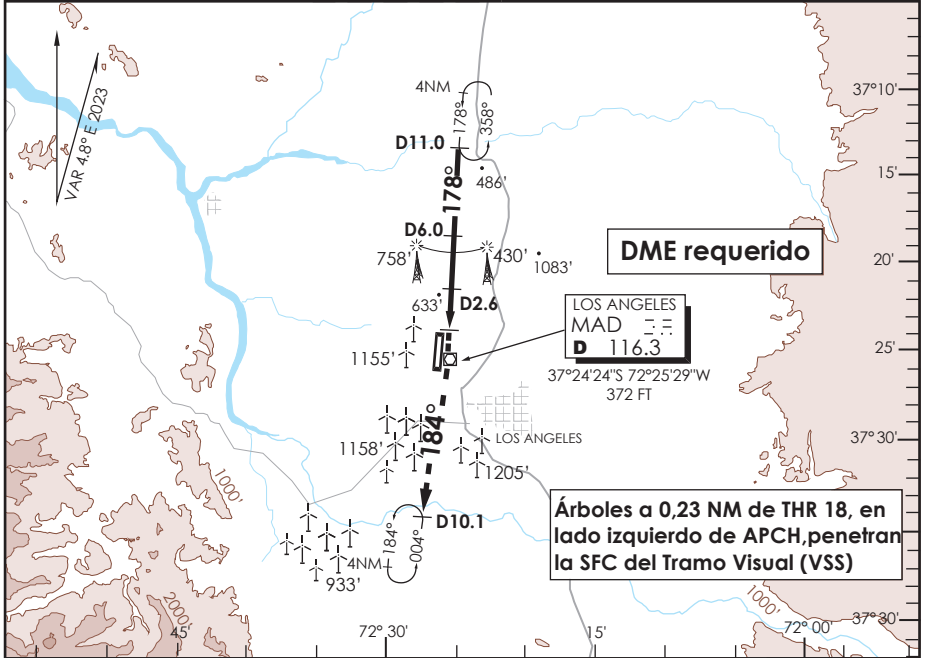 VAR 4.8° E 2023
4NM
178°
358°
D11.0
178°
486'
D6.0
758'
430'
1083'
633'
D2.6
1155'
DME requerido
LOS ANGELES
MAD
D 116.3
37°24'24"S 72°25'29"W
372 FT
184°
1158'
LOS ANGELES
1205'
D10.1
184°
004°
4NM
933'
Árboles a 0,23 NM de THR 18, en
lado izquierdo de APCH,penetran
la SFC del Tramo Visual (VSS)
1000'
2000'
1000'
37°10'
15'
20'
25'
37°30'
37°30'
45'
72°30'
15'
72°00'